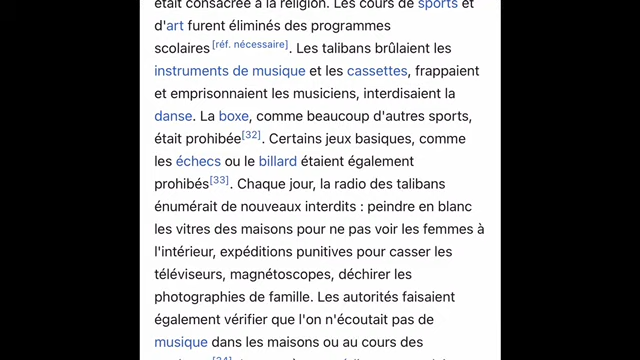 était consacrée à la religion. Les cours de sports et
d'art furent éliminés des programmes
scolaires[réf. nécessaire]. Les talibans brûlaient les
instruments de musique et les cassettes, frappaient
et emprisonnaient les musiciens, interdisaient la
danse. La boxe, comme beaucoup d'autres sports,
était prohibée[32]. Certains jeux basiques, comme
les échecs ou le billard étaient également
prohibés[33]. Chaque jour, la radio des talibans
énumérait de nouveaux interdits : peindre en blanc
les vitres des maisons pour ne pas voir les femmes à
l'intérieur, expéditions punitives pour casser les
téléviseurs, magnétoscopes, déchirer les
photographies de famille. Les autorités faisaient
également vérifier que l'on n'écoutait pas de
musique dans les maisons ou au cours des